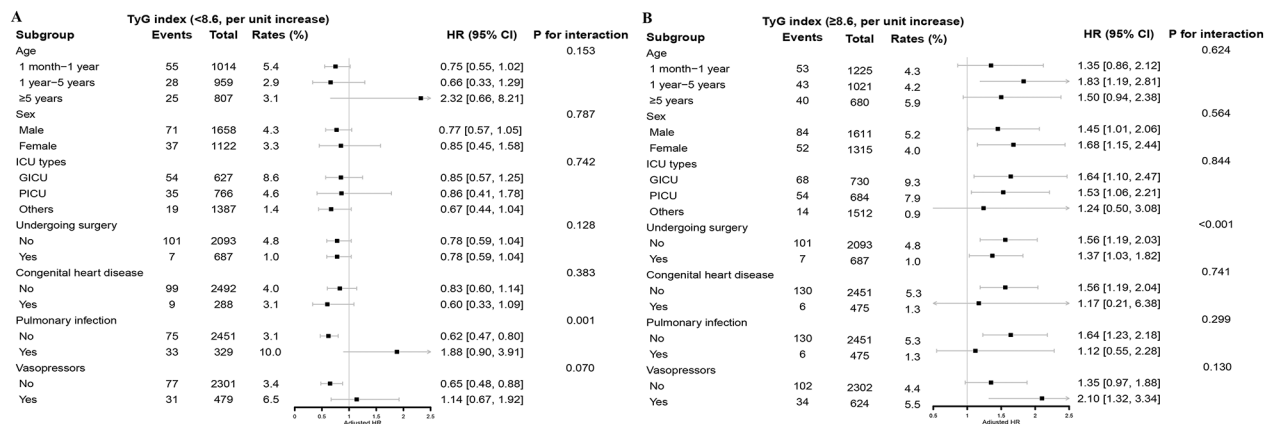 A
TyG index (<8.6, per unit increase)
Subgroup Events Total Rates (%) HR (95% CI) P for interaction
Age 0.153
1 month−1 year 55 1014 5.4 0.75 [0.55, 1.02]
1 year−5 years 28 959 2.9 0.66 [0.33, 1.29]
≥5 years 25 807 3.1 2.32 [0.66, 8.21]
Sex 0.787
Male 71 1658 4.3 0.77 [0.57, 1.05]
Female 37 1122 3.3 0.85 [0.45, 1.58]
ICU types 0.742
GICU 54 627 8.6 0.85 [0.57, 1.25]
PICU 35 766 4.6 0.86 [0.41, 1.78]
Others 19 1387 1.4 0.67 [0.44, 1.04]
Undergoing surgery 0.128
No 101 2093 4.8 0.78 [0.59, 1.04]
Yes 7 687 1.0 0.78 [0.59, 1.04]
Congenital heart disease 0.383
No 99 2492 4.0 0.83 [0.60, 1.14]
Yes 9 288 3.1 0.60 [0.33, 1.09]
Pulmonary infection 0.001
No 75 2451 3.1 0.62 [0.47, 0.80]
Yes 33 329 10.0 1.88 [0.90, 3.91]
Vasopressors 0.070
No 77 2301 3.4 0.65 [0.48, 0.88]
Yes 31 479 6.5 1.14 [0.67, 1.92]
0 0.5 1 1.5 2 2.5
Adjusted HR
B
TyG index (≥8.6, per unit increase)
Subgroup Events Total Rates (%) HR (95% CI) P for interaction
Age 0.624
1 month−1 year 53 1225 4.3 1.35 [0.86, 2.12]
1 year−5 years 43 1021 4.2 1.83 [1.19, 2.81]
≥5 years 40 680 5.9 1.50 [0.94, 2.38]
Sex 0.564
Male 84 1611 5.2 1.45 [1.01, 2.06]
Female 52 1315 4.0 1.68 [1.15, 2.44]
ICU types 0.844
GICU 68 730 9.3 1.64 [1.10, 2.47]
PICU 54 684 7.9 1.53 [1.06, 2.21]
Others 14 1512 0.9 1.24 [0.50, 3.08]
Undergoing surgery <0.001
No 101 2093 4.8 1.56 [1.19, 2.03]
Yes 7 687 1.0 1.37 [1.03, 1.82]
Congenital heart disease 0.741
No 130 2451 5.3 1.56 [1.19, 2.04]
Yes 6 475 1.3 1.17 [0.21, 6.38]
Pulmonary infection 0.299
No 130 2451 5.3 1.64 [1.23, 2.18]
Yes 6 475 1.3 1.12 [0.55, 2.28]
Vasopressors 0.130
No 102 2302 4.4 1.35 [0.97, 1.88]
Yes 34 624 5.5 2.10 [1.32, 3.34]
0.5 1 1.5 2 2.5
Adjusted HR